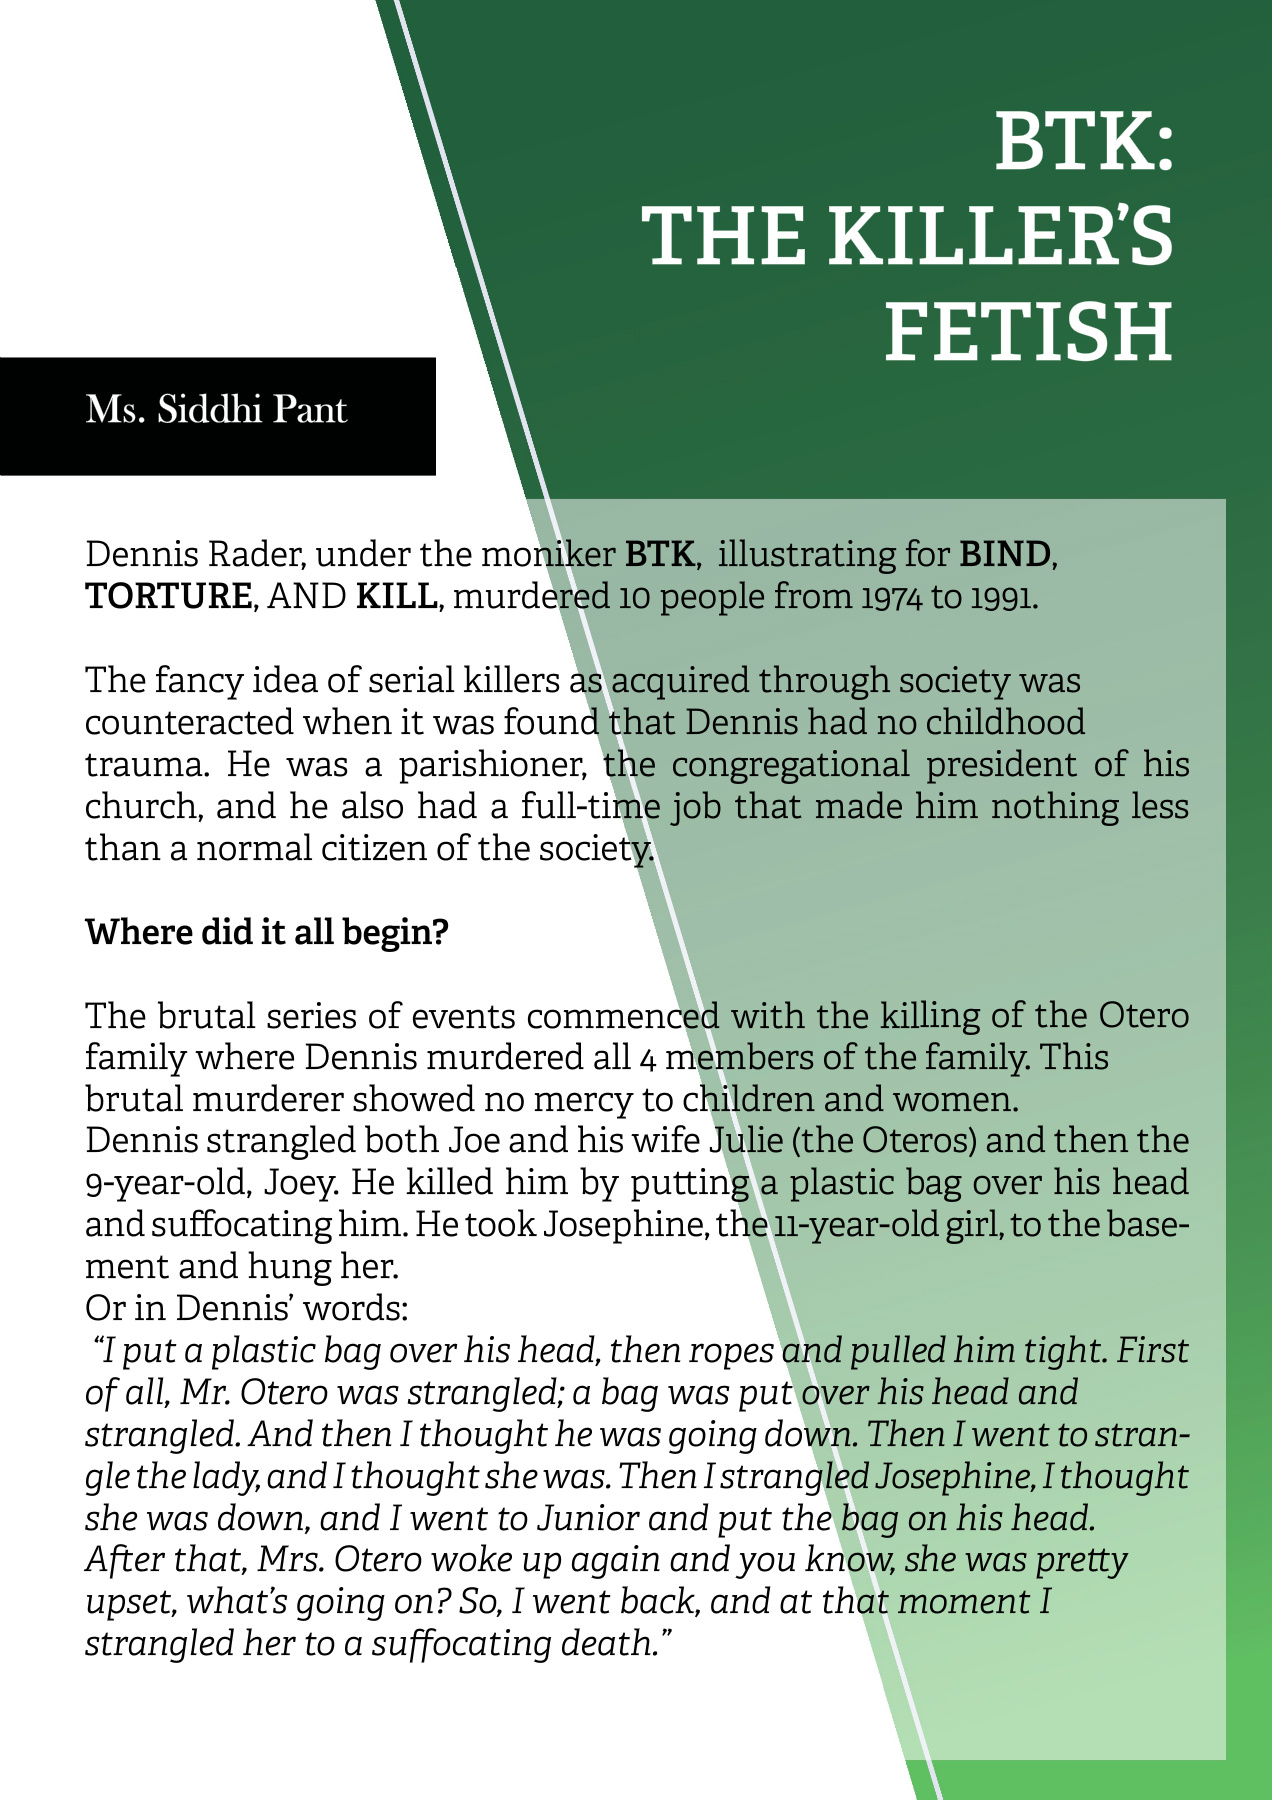 BTK:
THE KILLER'S
FETISH
Ms. Siddhi Pant
Dennis Rader, under the moniker BTK,  illustrating for BIND,
TORTURE, AND KILL, murdered 10 people from 1974 to 1991.
The fancy idea of serial killers as acquired through society was
counteracted when it was found that Dennis had no childhood
trauma. He was a parishioner, the congregational president of his
church, and he also had a full-time job that made him nothing less
than a normal citizen of the society.
Where did it all begin?
The brutal series of events commenced with the killing of the Otero
family where Dennis murdered all 4 members of the family. This
brutal murderer showed no mercy to children and women.
Dennis strangled both Joe and his wife Julie (the Oteros) and then the
9-year-old, Joey. He killed him by putting a plastic bag over his head
and suffocating him. He took Josephine, the 11-year-old girl, to the base-
ment and hung her.
Or in Dennis' words:
"I put a plastic bag over his head, then ropes and pulled him tight. First
of all, Mr. Otero was strangled; a bag was put over his head and
strangled. And then I thought he was going down. Then I went to stran-
gle the lady, and I thought she was. Then I strangled Josephine, I thought
she was down, and I went to Junior and put the bag on his head.
After that, Mrs. Otero woke up again and you know, she was pretty
upset, what's going on? So, I went back, and at that moment I
strangled her to a suffocating death."